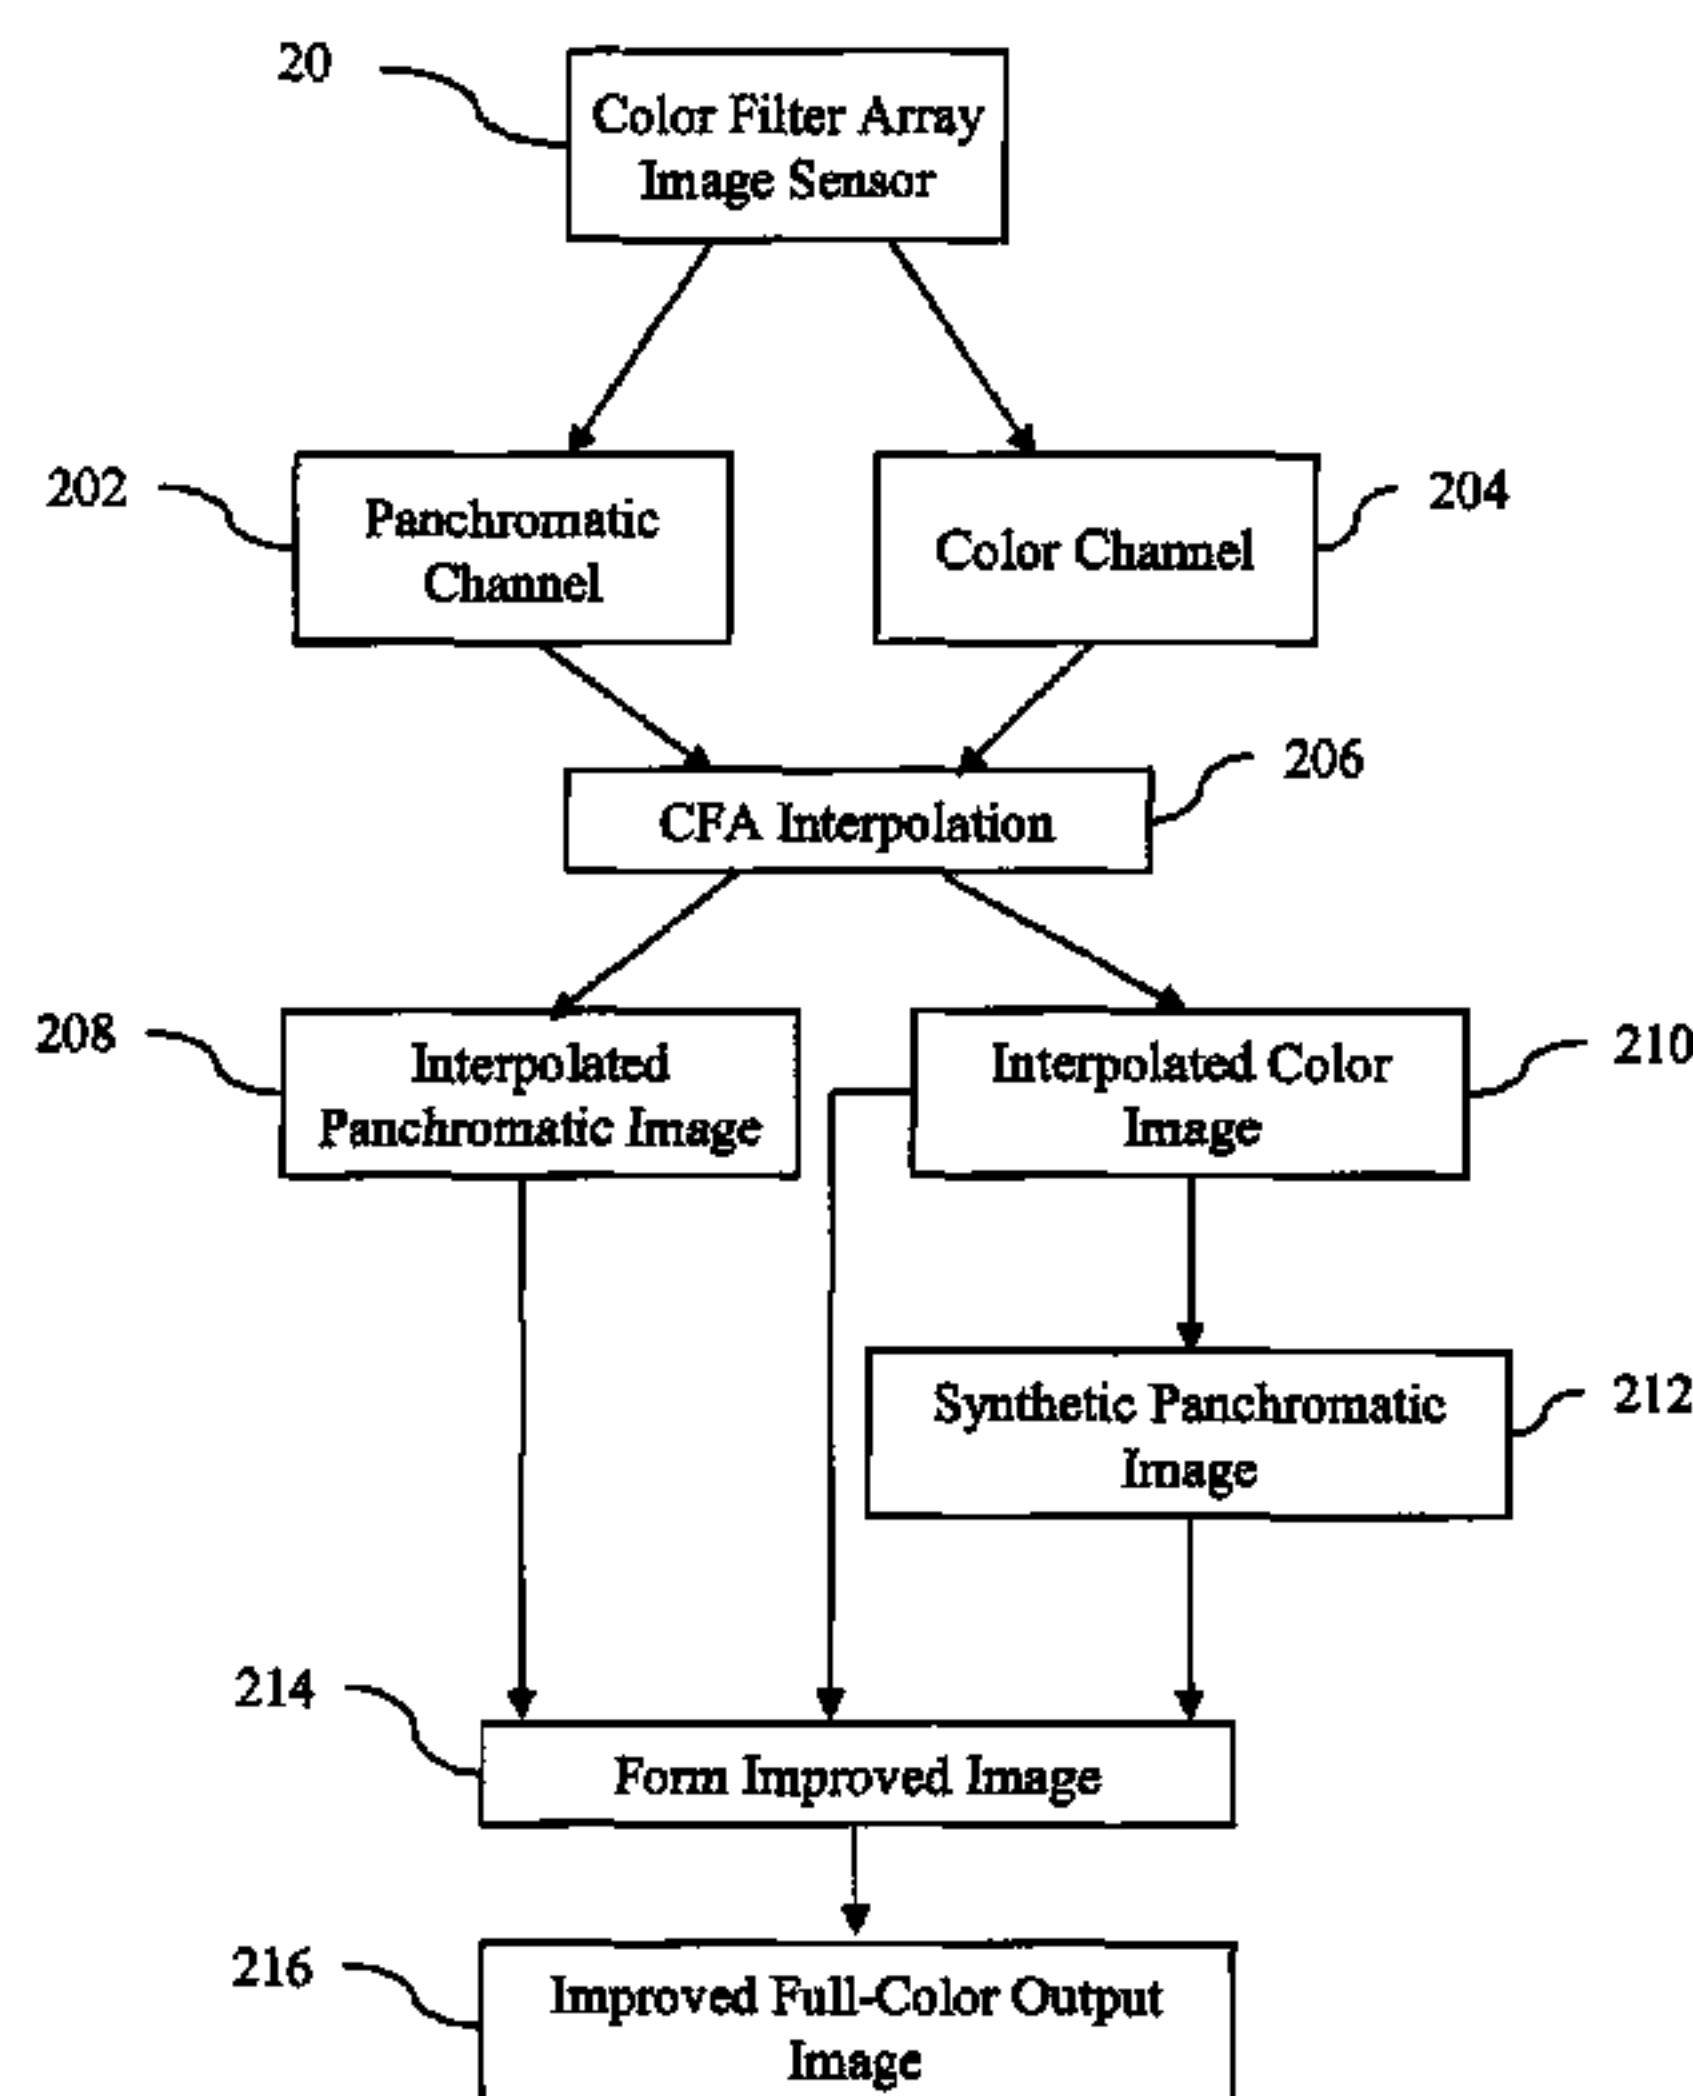 20
Color Filter Array
Image Sensor
202
Panchromatic
Channel
Color Channel
204
CFA Interpolation
206
208
Interpolated
Panchromatic Image
Interpolated Color
Image
210
Synthetic Panchromatic
Image
212
214
Form Improved Image
216
Improved Full-Color Output
Image